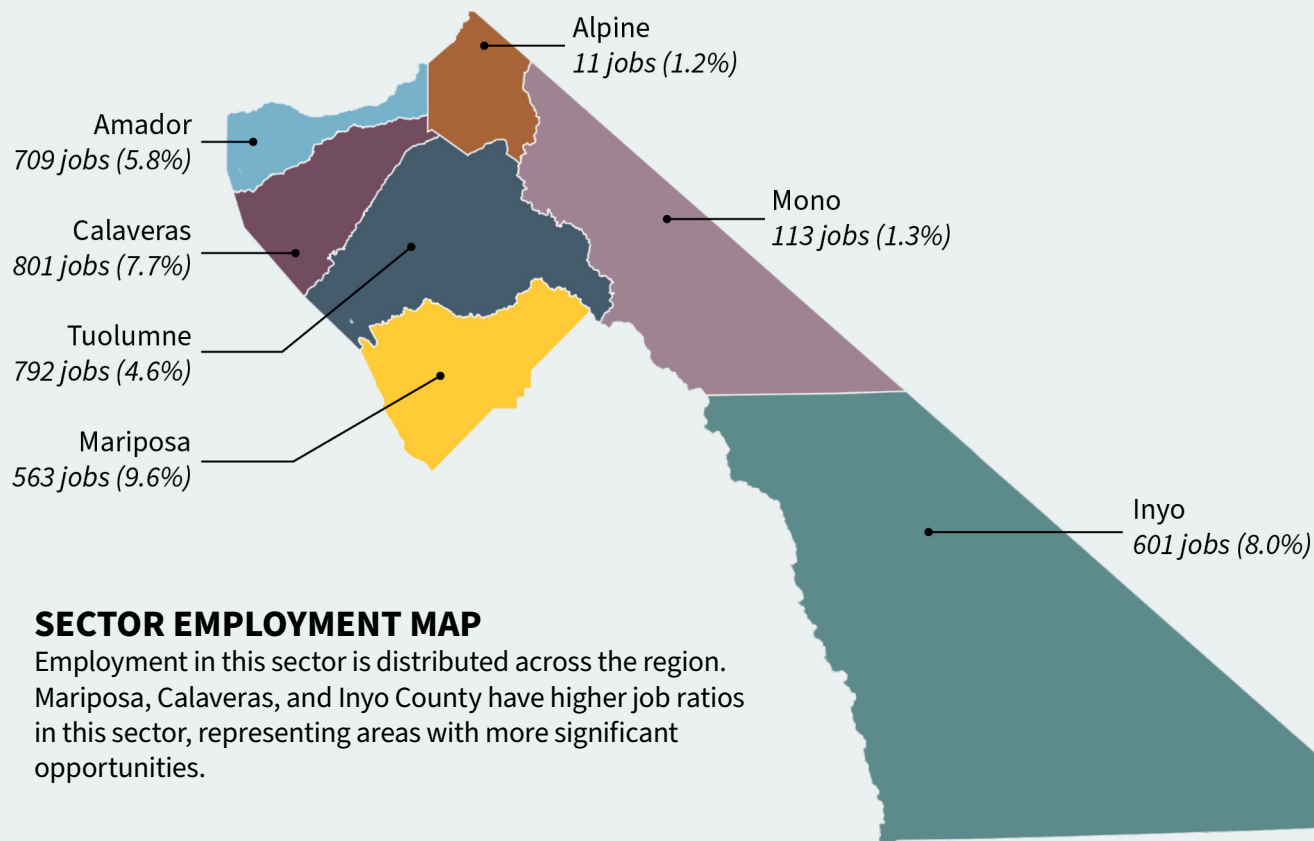 Alpine
11 jobs (1.2%)
Amador
709 jobs (5.8%)
Mono
113 jobs (1.3%)
Calaveras
801 jobs (7.7%)
Tuolumne
792 jobs (4.6%)
Mariposa
563 jobs (9.6%)
Inyo
601 jobs (8.0%)
SECTOR EMPLOYMENT MAP
Employment in this sector is distributed across the region.
Mariposa, Calaveras, and Inyo County have higher job ratios
in this sector, representing areas with more significant
opportunities.